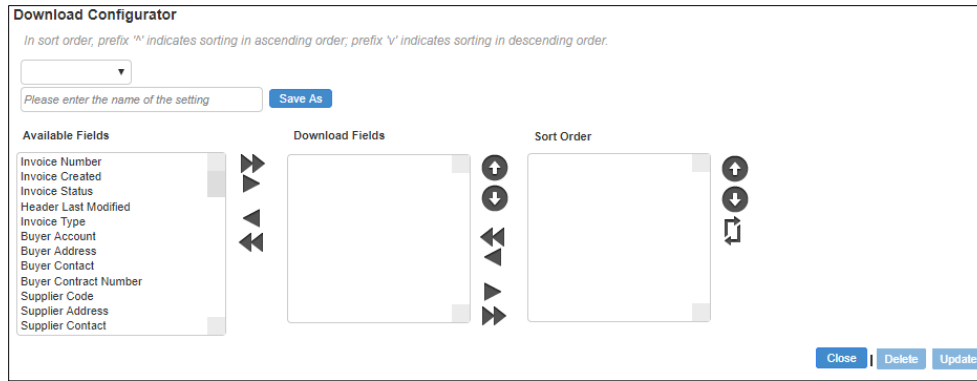 Download Configurator
In sort order, prefix '^' indicates sorting in ascending order; prefix 'v' indicates sorting in descending order.
Please enter the name of the setting
Save As
Available Fields
Download Fields
Sort Order
Invoice Number
Invoice Created
Invoice Status
Header Last Modified
Invoice Type
Buyer Account
Buyer Address
Buyer Contact
Buyer Contract Number
Supplier Code
Supplier Address
Supplier Contact
Close | Delete Update